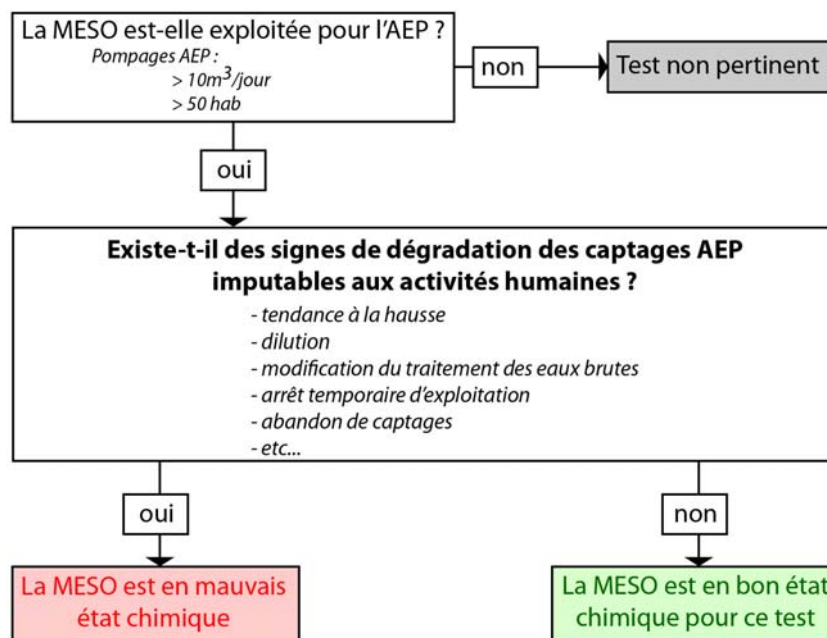 La MESO est-elle exploitée pour l'AEP ?
Pompages AEP :
> 10m³/jour
> 50 hab
non
Test non pertinent
oui
Existe-t-il des signes de dégradation des captages AEP
imputables aux activités humaines ?
- tendance à la hausse
- dilution
- modification du traitement des eaux brutes
- arrêt temporaire d'exploitation
- abandon de captages
- etc...
oui
non
La MESO est en mauvais
état chimique
La MESO est en bon état
chimique pour ce test